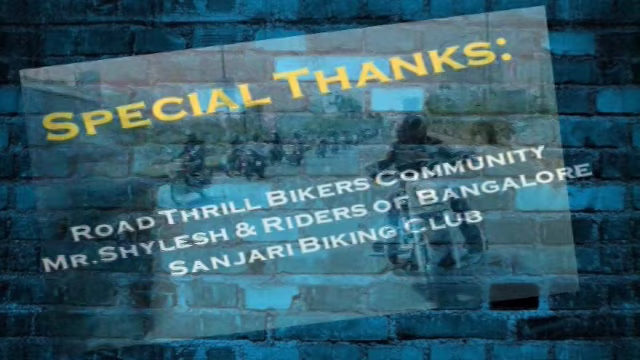 SPECIAL THANKS:
ROAD THRILL BIKERS COMMUNITY
MR.SHYLESH & RIDERS OF BANGALORE
SANJARI BIKING CLUB